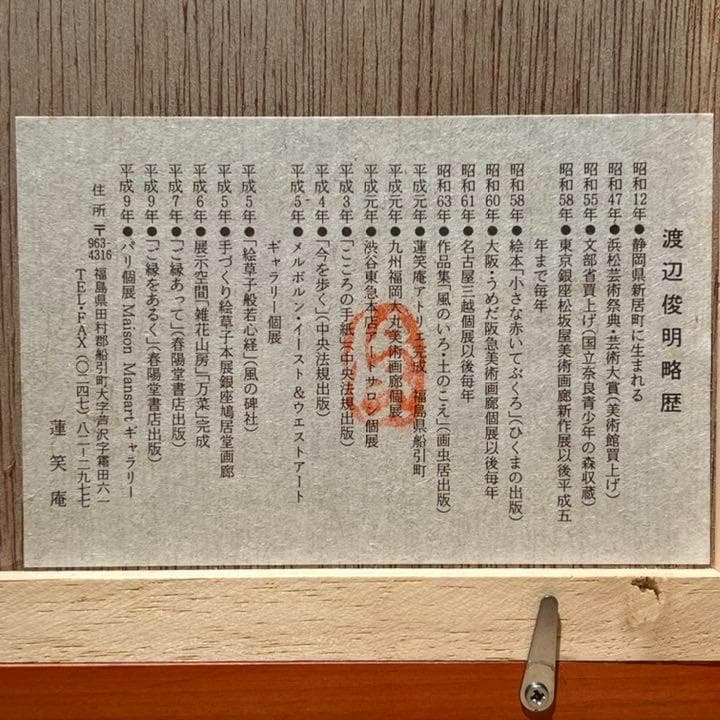 渡辺俊明略歴
昭和12年●静岡県新居町に生まれる
昭和47年●浜松芸術祭典・芸術大賞(美術館買上げ)
昭和55年●文部省買上げ(国立奈良青少年の森収蔵)
昭和58年●東京銀座松坂屋美術画廊新作展以後平成五
年まで毎年
昭和58年●絵本「小さな赤いてぶくろ」(ひくまの出版)
昭和60年●大阪・うめだ阪急美術画廊個展以後毎年
昭和61年●名古屋三越個展以後毎年
昭和63年●作品集「風のいろ・土のこえ」(画虫居出版)
平成元年●蓮笑庵アトリエ完成 福島県船引町
平成元年●九州福岡大丸美術画廊個展
平成元年●渋谷東急本店アートサロン個展
平成3年●「こころの手紙」(中央法規出版)
平成4年●「今を歩く」(中央法規出版)
平成5年●メルボルン・イースト&ウエストアート
ギャラリー個展
平成5年●「絵草子般若心経」(風の碑社)
平成5年●手づくり絵草子本展銀座鳩居堂画廊
平成6年●展示空間「雑花山房」「万菜」完成
平成7年●「ご縁あって」(春陽堂書店出版)
平成9年●「ご縁をあるく」(春陽堂書店出版)
平成9年●パリ個展 Maison Mansartギャラリー
住所 〒963-4316 福島県田村郡船引町大字芦沢字霜田六一
TEL・FAX (〇二四七)八二-二九七七
蓮笑庵